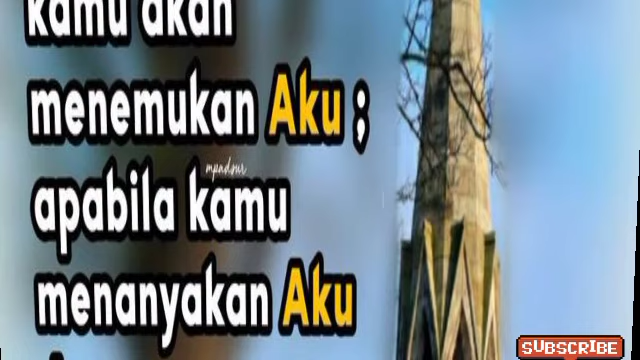 kamu akan
menemukan Aku ;
apabila kamu
menanyakan Aku
SUBSCRIBE